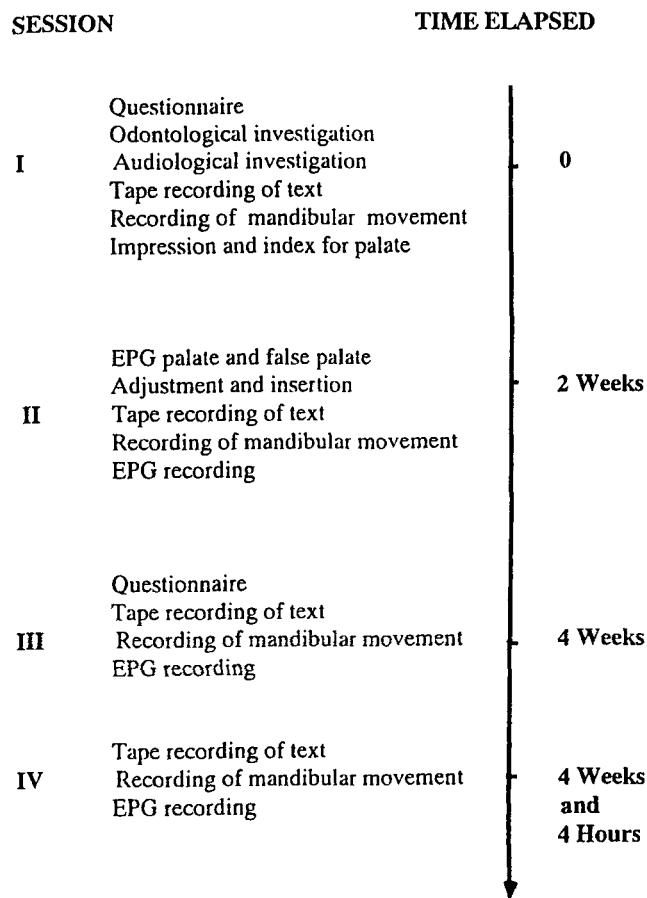 SESSION TIME ELAPSED
Questionnaire
Odontological investigation
I Audiological investigation 0
Tape recording of text
Recording of mandibular movement
Impression and index for palate
EPG palate and false palate
Adjustment and insertion 2 Weeks
II Tape recording of text
Recording of mandibular movement
EPG recording
Questionnaire
Tape recording of text
III Recording of mandibular movement 4 Weeks
EPG recording
Tape recording of text
IV Recording of mandibular movement 4 Weeks
EPG recording and
4 Hours